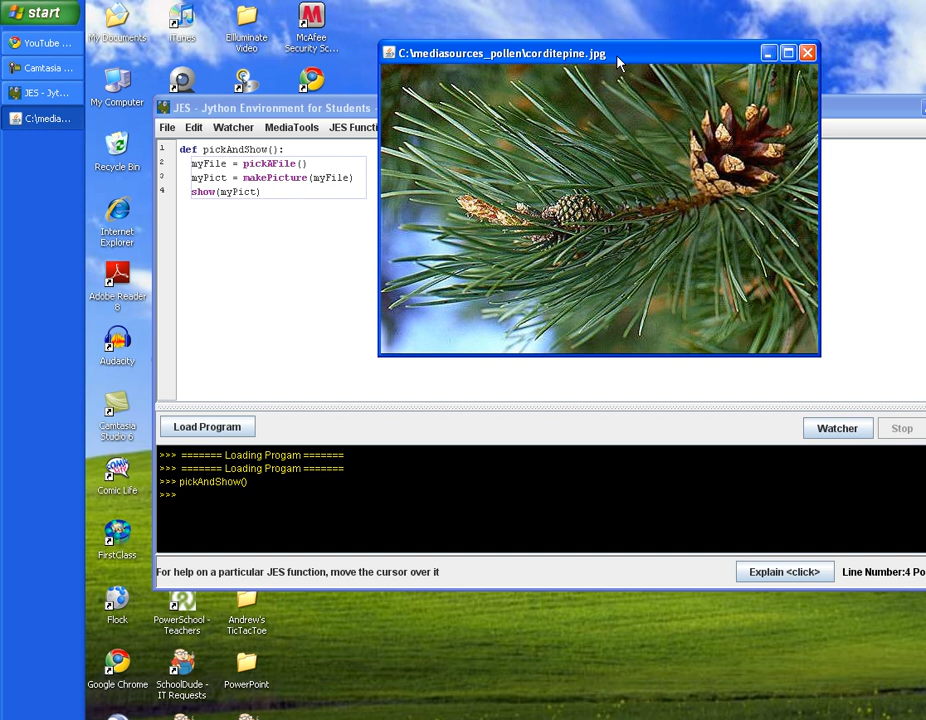 start
YouTube ...
Camtasia ...
JES - Jyt...
C:\media...
My Documents
iTunes
Elluminate
Video
McAfee
Security Sc...
My Computer
Recycle Bin
Internet
Explorer
Adobe Reader
8
Audacity
Camtasia
Studio 6
Comic Life
FirstClass
Flock
PowerSchool -
Teachers
Andrew's
TicTacToe
Google Chrome
SchoolDude -
IT Requests
PowerPoint
JES - Jython Environment for Students -
File Edit Watcher MediaTools JES Functi
1 def pickAndShow():
2 myFile = pickAFile()
3 myPict = makePicture(myFile)
4 show(myPict)
C:\mediasources_pollen\corditepine.jpg
Load Program
Watcher
Stop
>>> ======= Loading Progam =======
>>> ======= Loading Progam =======
>>> pickAndShow()
>>>
For help on a particular JES function, move the cursor over it
Explain <click>
Line Number:4 Po